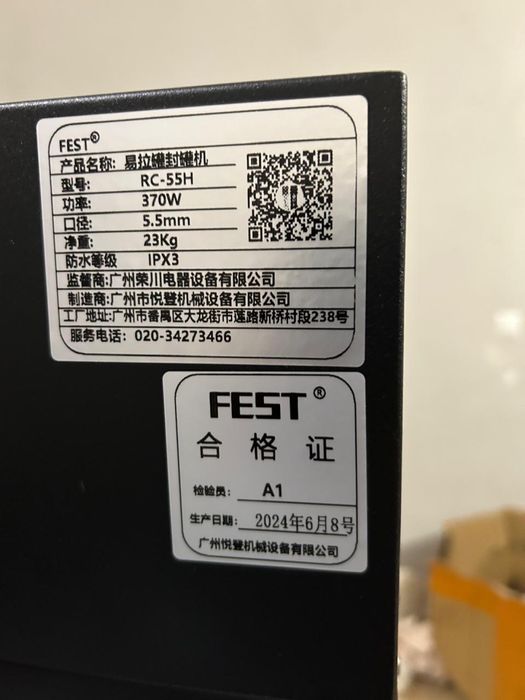 FEST®
产品名称: 易拉罐封罐机
型号: RC-55H
功率: 370W
口径: 5.5mm
净重: 23Kg
防水等级 IPX3
监督商:广州荣川电器设备有限公司
制造商:广州市悦登机械设备有限公司
工厂地址:广州市番禺区大龙街市莲路新桥村段238号
服务电话: 020-34273466
FEST®
合格证
检验员: A1
生产日期: 2024年6月8号
广州悦登机械设备有限公司